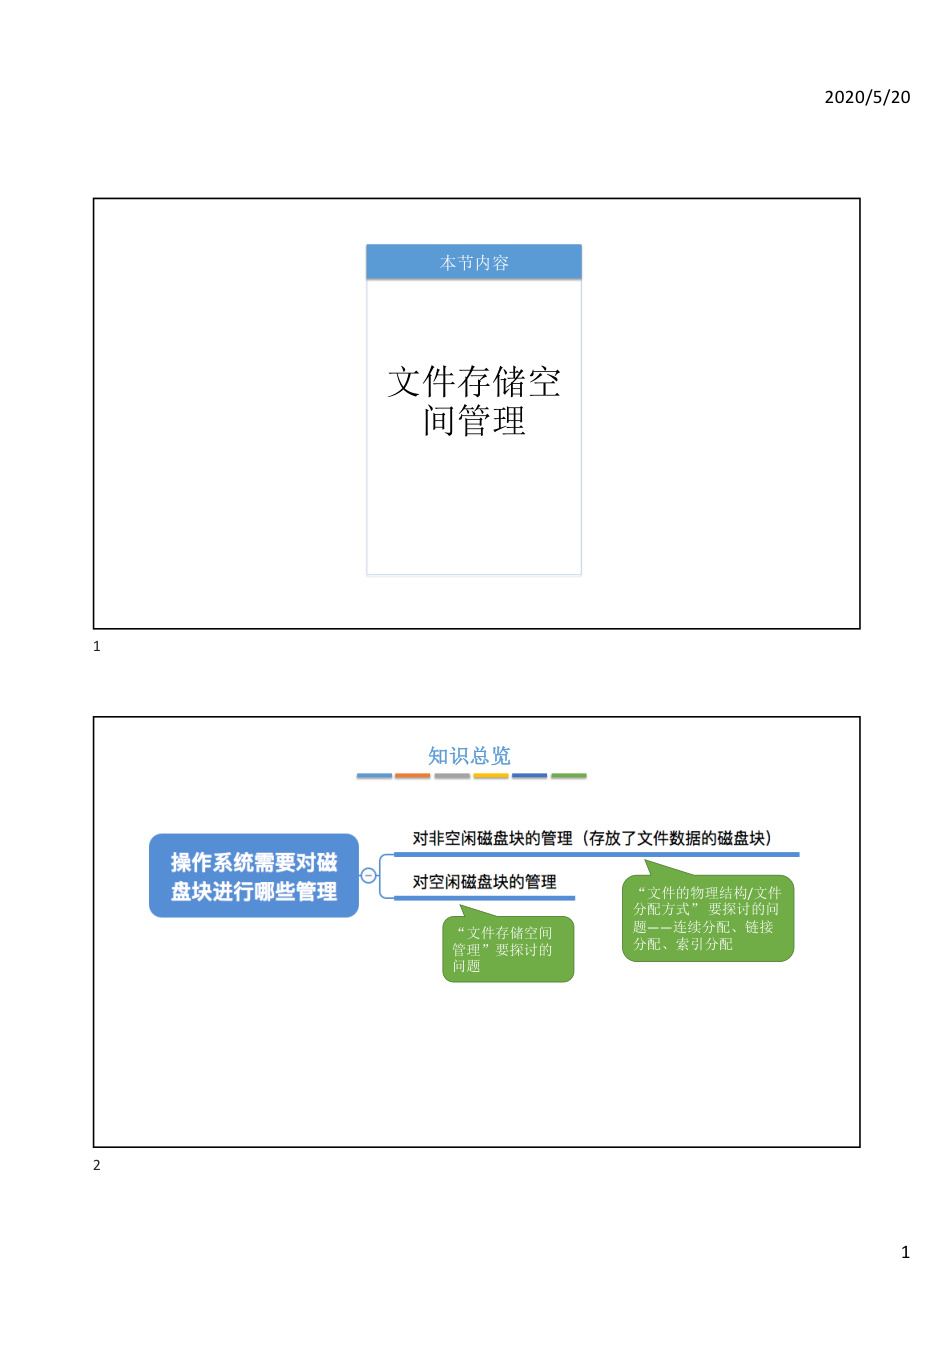 2020/5/20
本节内容
文件存储空
间管理
1
知识总览
操作系统需要对磁
盘块进行哪些管理
对非空闲磁盘块的管理（存放了文件数据的磁盘块）
对空闲磁盘块的管理
“文件存储空间
管理”要探讨的
问题
“文件的物理结构/文件
分配方式” 要探讨的问
题——连续分配、链接
分配、索引分配
2
1